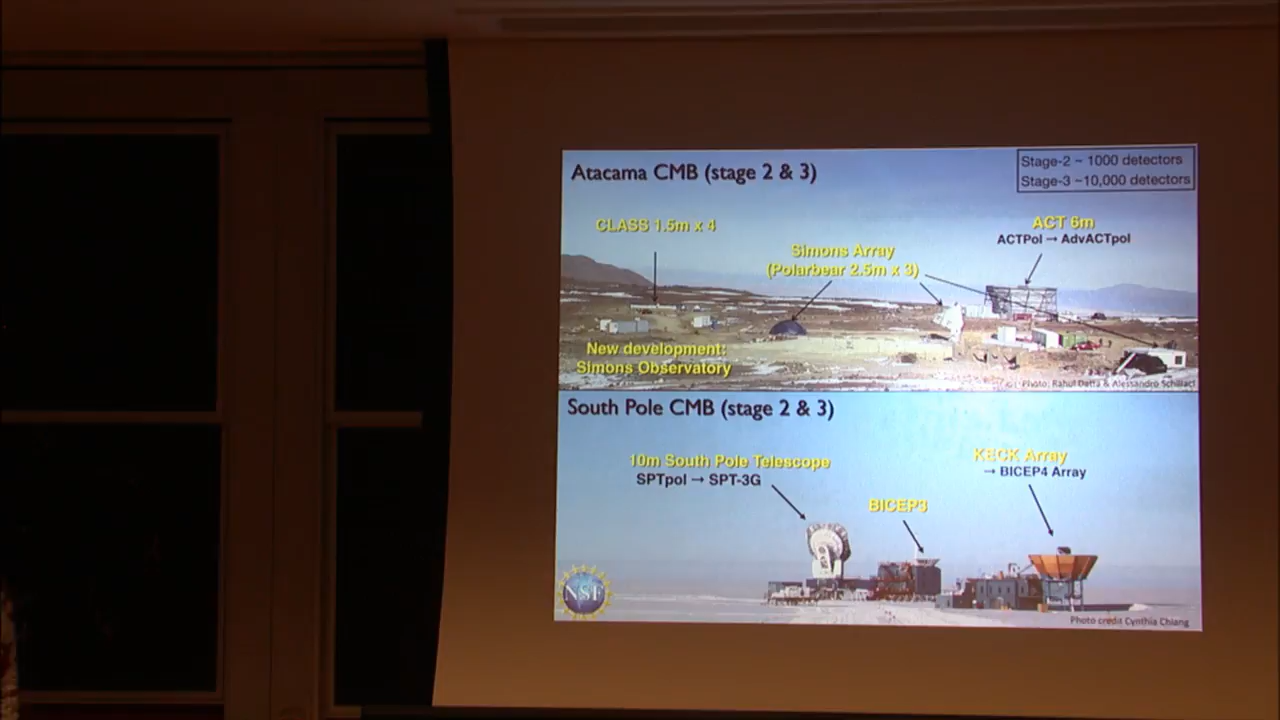 Atacama CMB (stage 2 & 3)
Stage-2 ~ 1000 detectors
Stage-3 ~10,000 detectors
CLASS 1.5m x 4
ACT 6m
ACTPol → AdvACTpol
Simons Array
(Polarbear 2.5m x 3)
New development:
Simons Observatory
Photo: Rahul Datta & Alessandro Schillaci
South Pole CMB (stage 2 & 3)
10m South Pole Telescope
SPTpol → SPT-3G
KECK Array
→ BICEP4 Array
BICEP3
NSF
Photo credit Cynthia Chiang